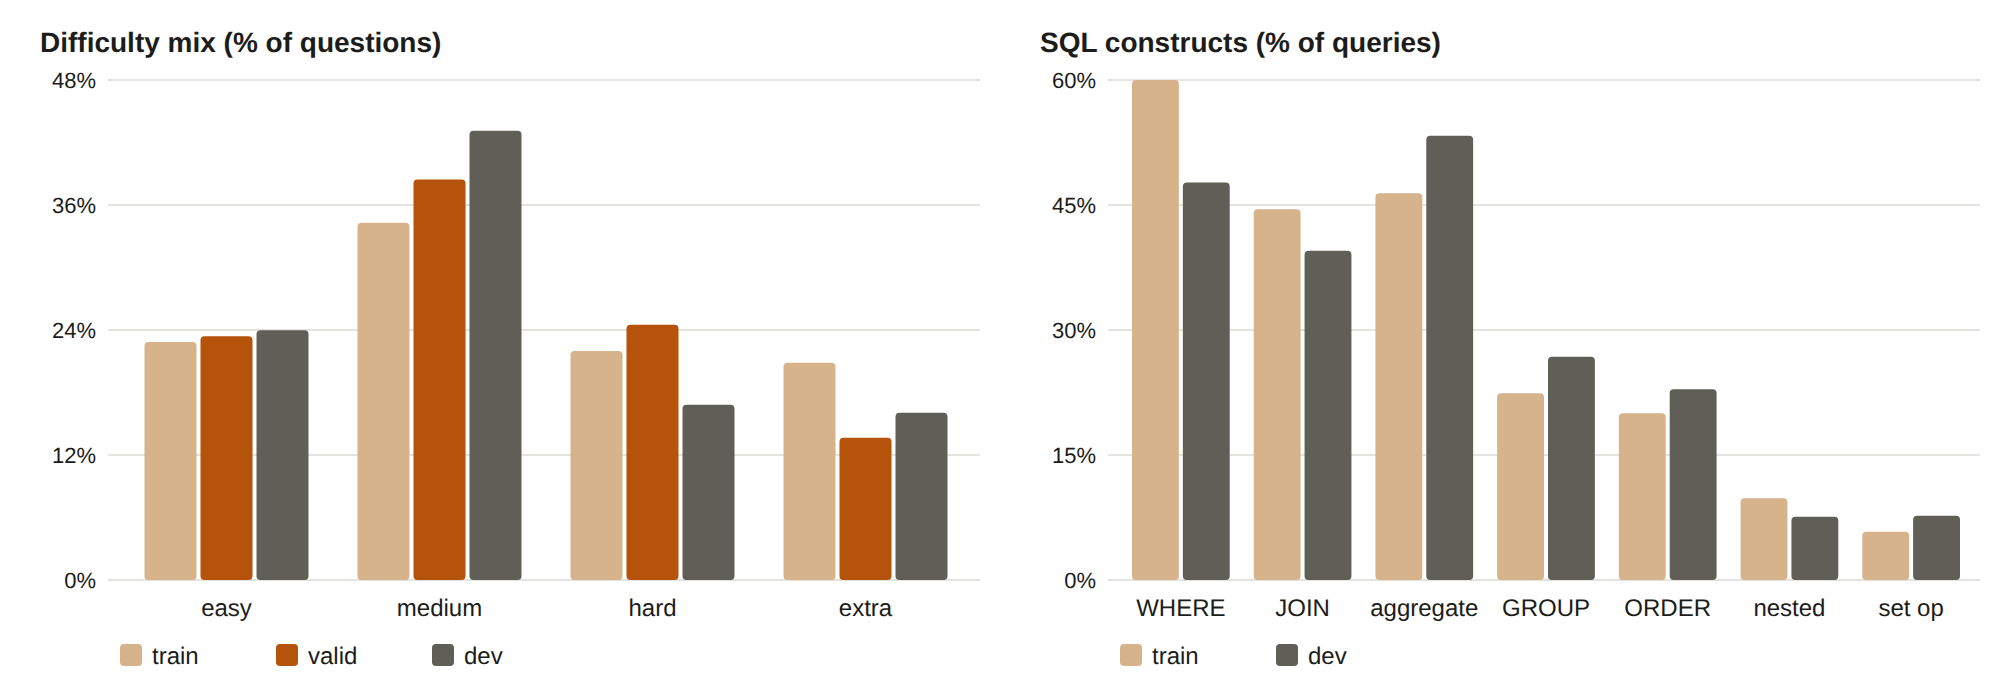 Difficulty mix (% of questions)
48%
36%
24%
12%
0%
easy medium hard extra
train valid dev
SQL constructs (% of queries)
60%
45%
30%
15%
0%
WHERE JOIN aggregate GROUP ORDER nested set op
train dev